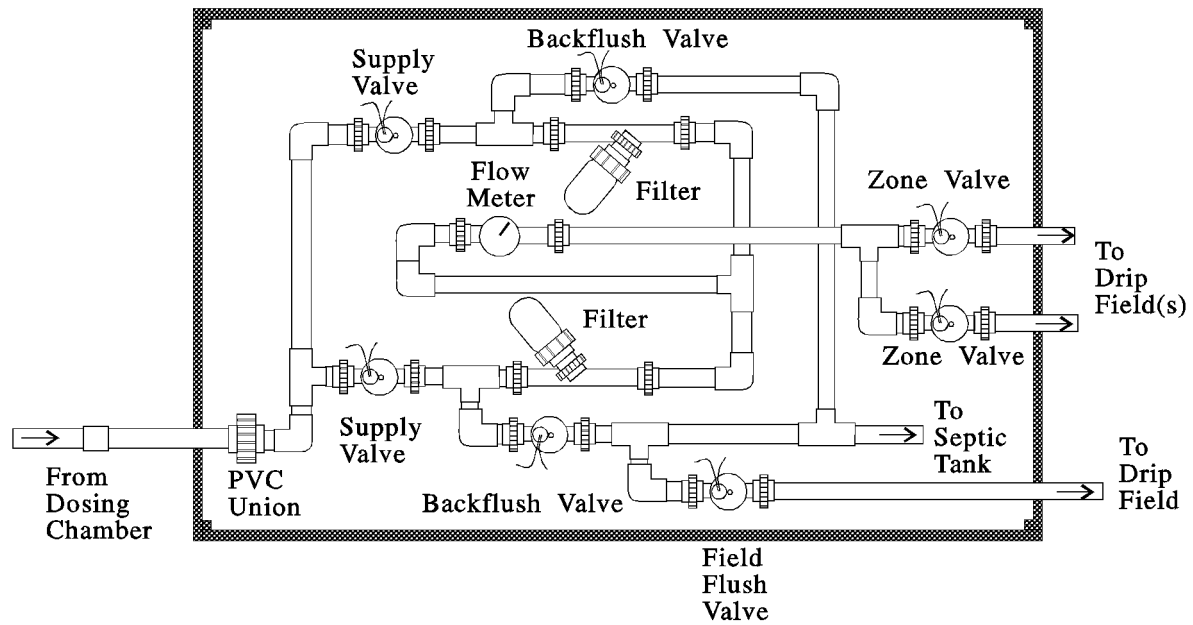 Backflush Valve
Supply
Valve
Flow
Meter
Filter
Zone Valve
To
Drip
Field(s)
Filter
Zone Valve
Supply
Valve
To
Septic
Tank
To
Drip
Field
From
Dosing
Chamber
PVC
Union
Backflush Valve
Field
Flush
Valve